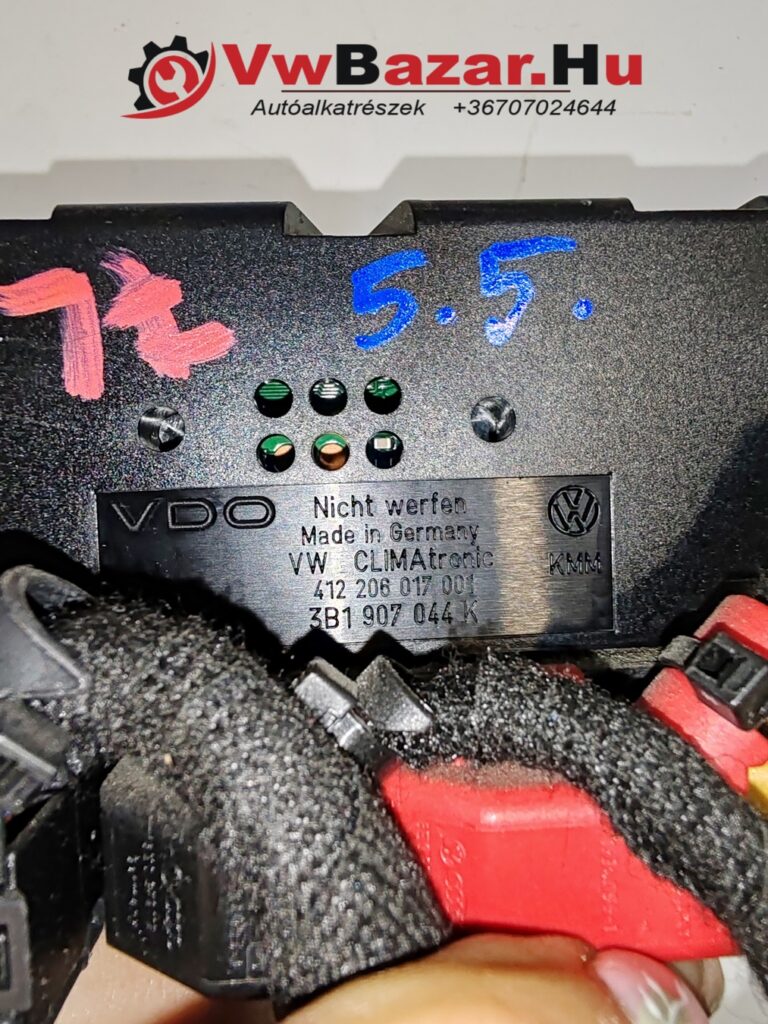 VwBazar.Hu
Autóalkatrészek +36707024644
5.5.
VDO
Nicht werfen
Made in Germany
VW CLIMAtronic
KMM
412 206 017 001
3B1 907 044 K